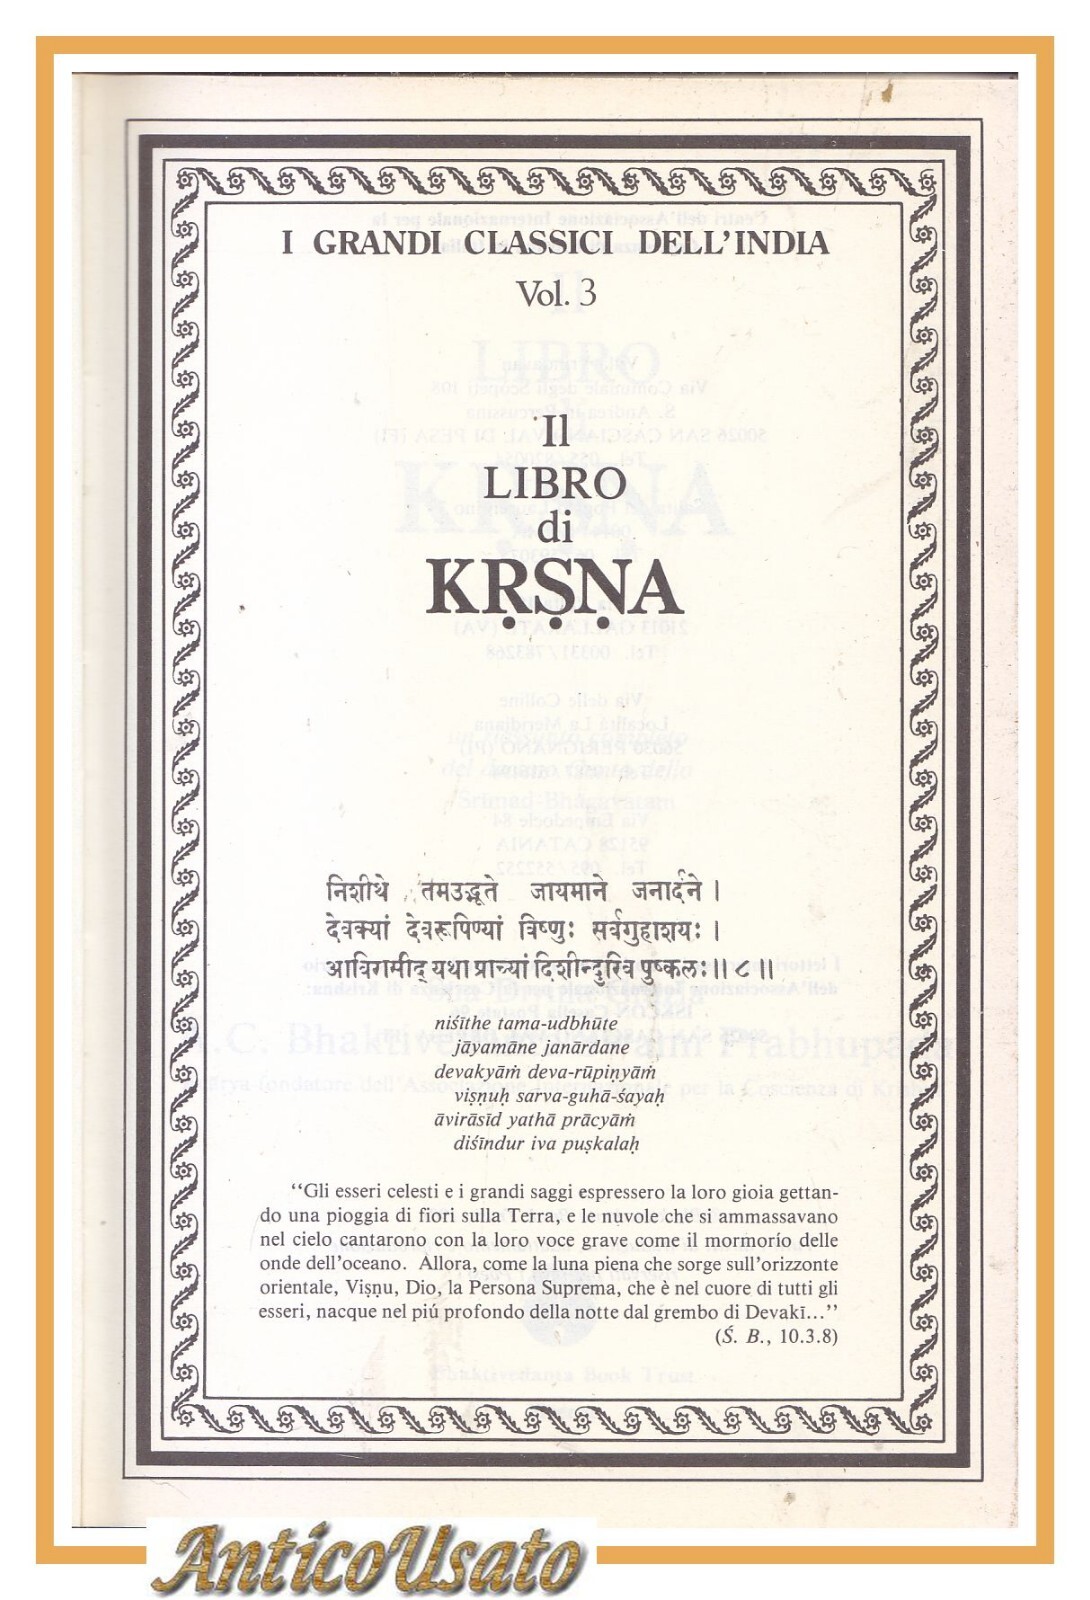 I GRANDI CLASSICI DELL'INDIA
Vol. 3
Il
LIBRO
di
KṚṢṆA
निशीथे तमउद्भूते जायमाने जनार्दने ।
देवक्यां देवरूपिण्यां विष्णुः सर्वगुहाशयः ।
आविरासीद् यथा प्राच्यां दिशीन्दुरिव पुष्कलः ॥ ८ ॥
niśīthe tama-udbhūte
jāyamāne janārdane
devakyāṁ deva-rūpiṇyāṁ
viṣṇuḥ sarva-guhā-śayaḥ
āvirāsīd yathā prācyāṁ
diśīndur iva puṣkalaḥ
“Gli esseri celesti e i grandi saggi espressero la loro gioia gettan-
do una pioggia di fiori sulla Terra, e le nuvole che si ammassavano
nel cielo cantarono con la loro voce grave come il mormorío delle
onde dell'oceano. Allora, come la luna piena che sorge sull'orizzonte
orientale, Viṣṇu, Dio, la Persona Suprema, che è nel cuore di tutti gli
esseri, nacque nel piú profondo della notte dal grembo di Devakī...”
(Ś. B., 10.3.8)
AnticoUsato